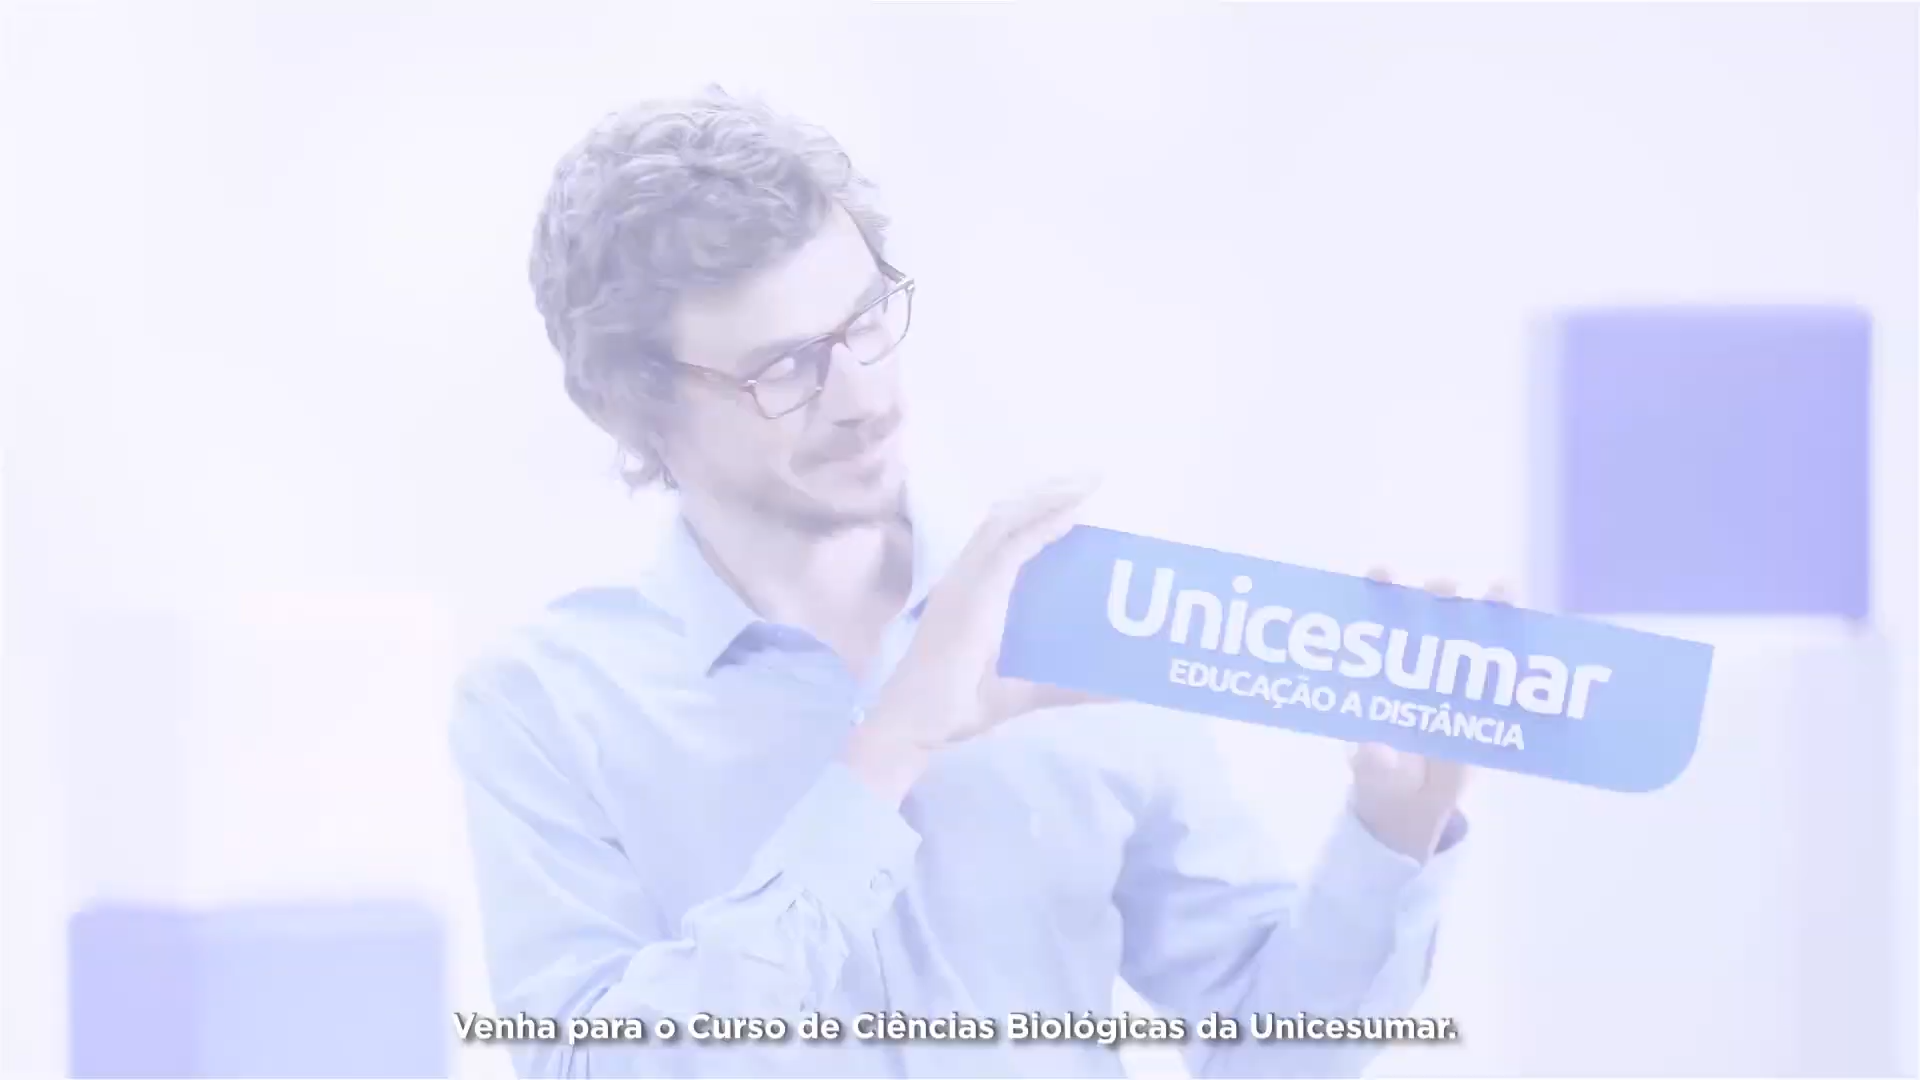 Unicesumar
EDUCAÇÃO A DISTÂNCIA
Venha para o Curso de Ciências Biológicas da Unicesumar.